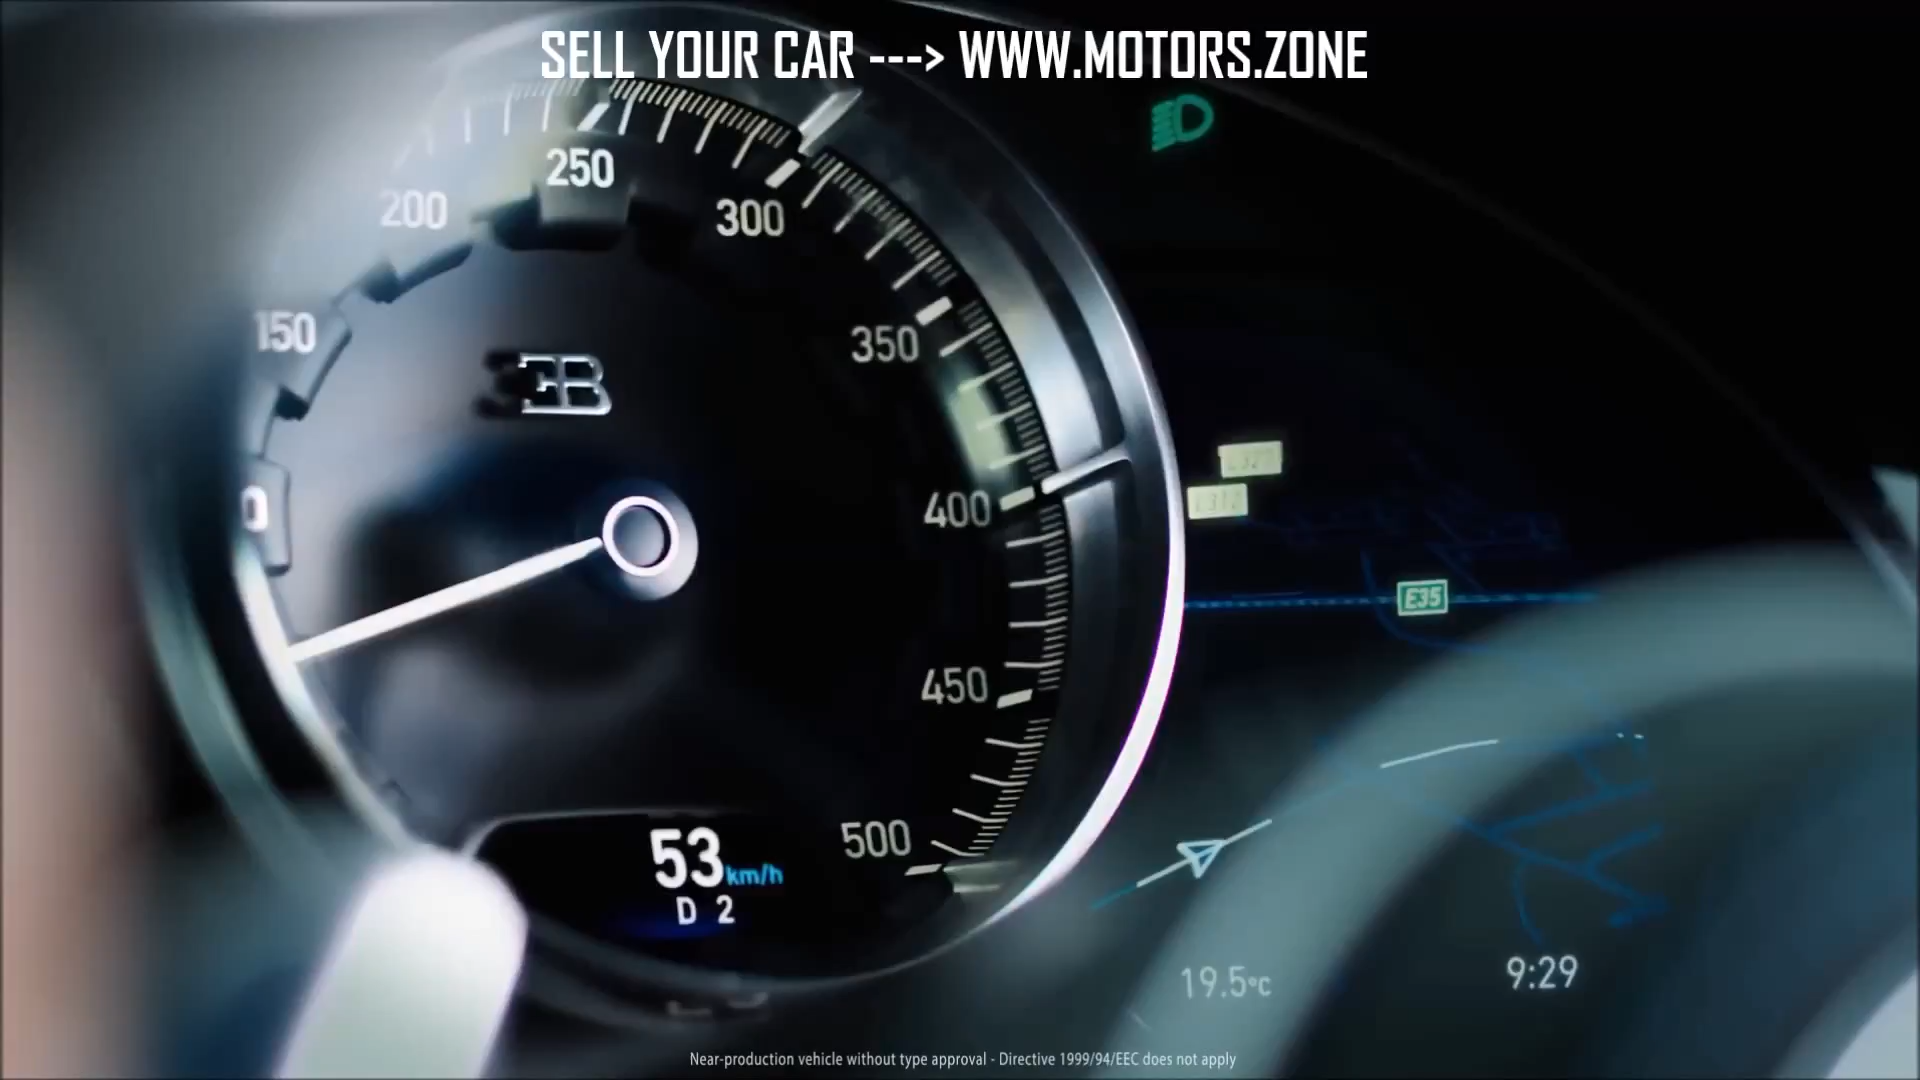 SELL YOUR CAR ---> WWW.MOTORS.ZONE
200
250
300
150
350
0
400
450
500
E35
53 km/h
D 2
19.5°C
9:29
Near-production vehicle without type approval - Directive 1999/94/EEC does not apply